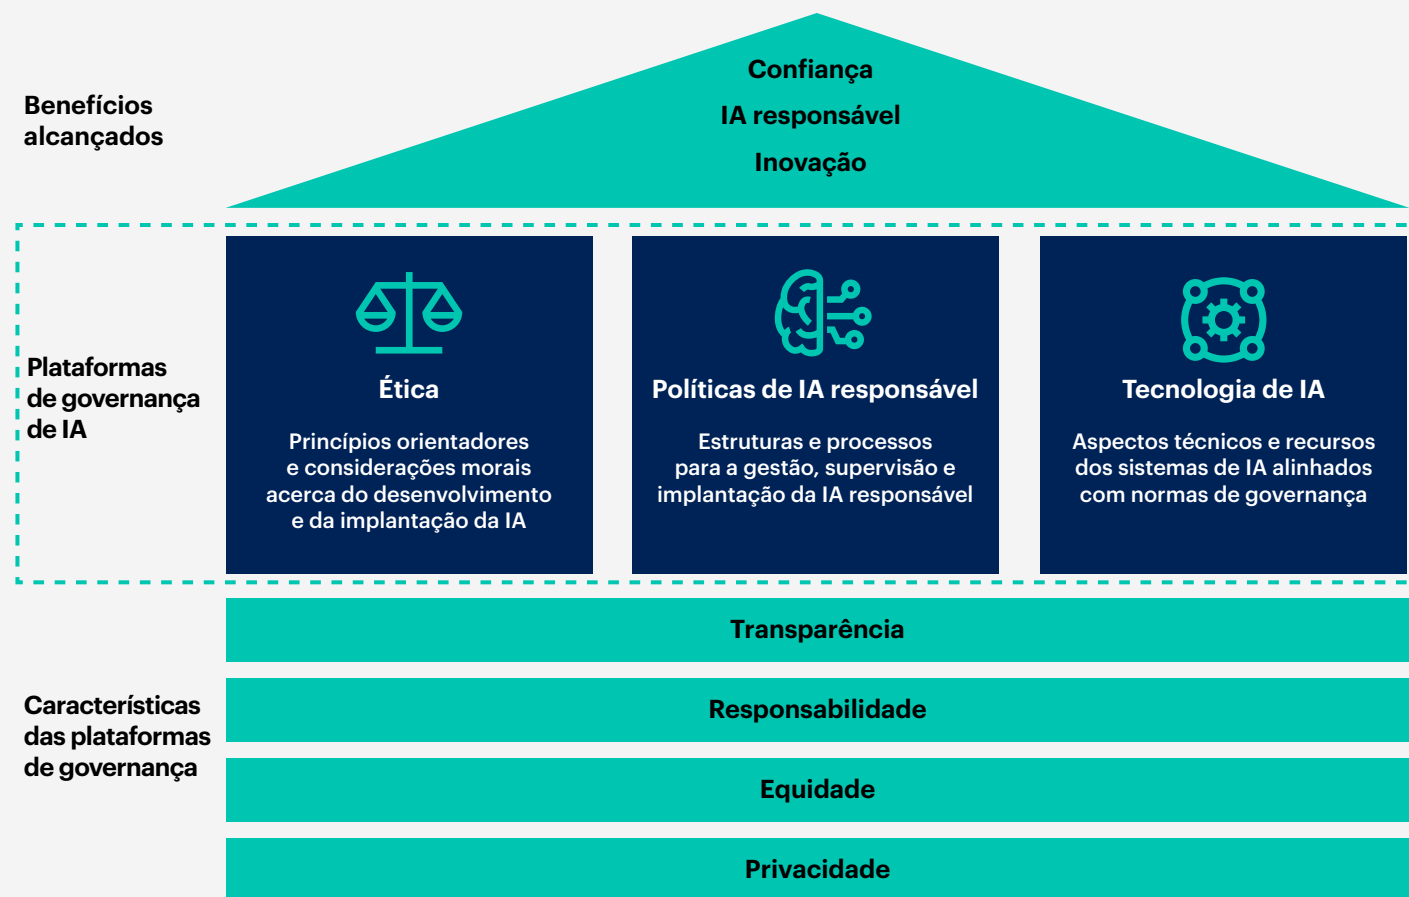 Benefícios
alcançados
Confiança
IA responsável
Inovação
Plataformas
de governança
de IA
Ética
Princípios orientadores
e considerações morais
acerca do desenvolvimento
e da implantação da IA
Políticas de IA responsável
Estruturas e processos
para a gestão, supervisão e
implantação da IA responsável
Tecnologia de IA
Aspectos técnicos e recursos
dos sistemas de IA alinhados
com normas de governança
Características
das plataformas
de governança
Transparência
Responsabilidade
Equidade
Privacidade